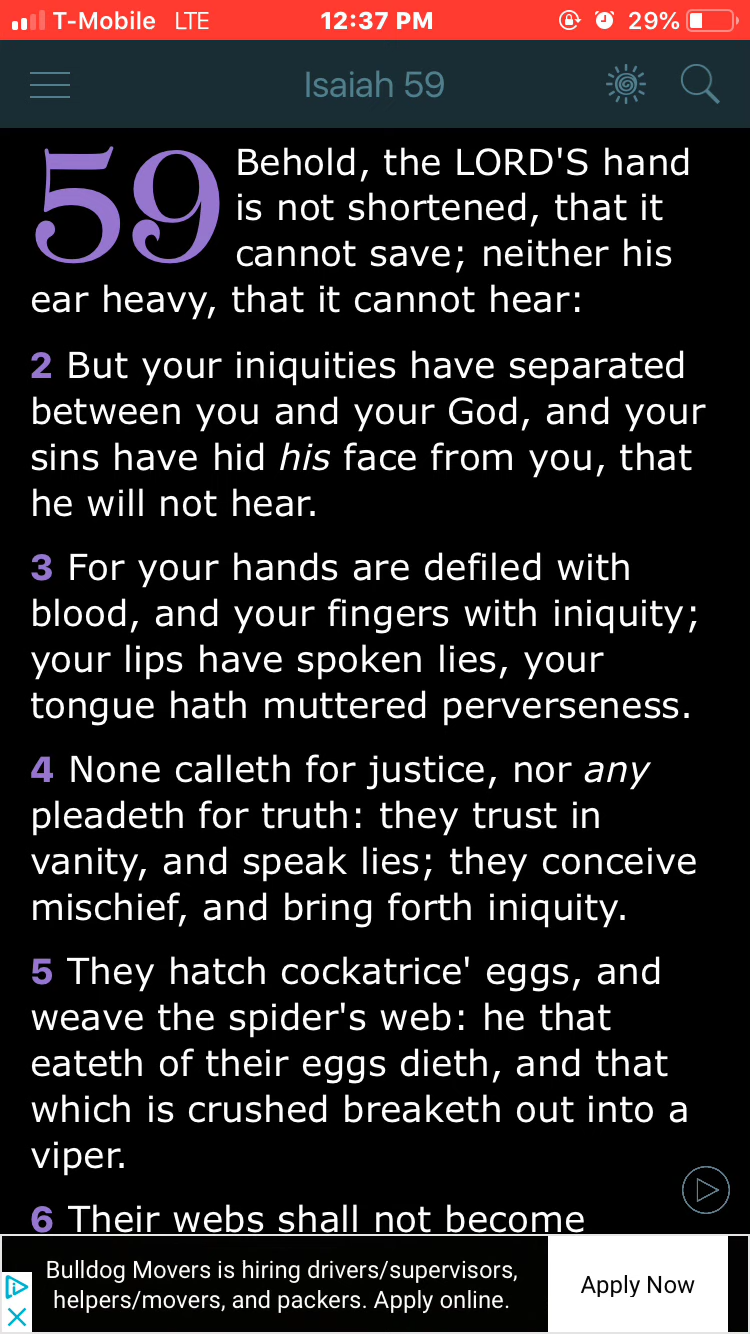 T-Mobile LTE 12:37 PM 29%
Isaiah 59
59 Behold, the LORD'S hand
is not shortened, that it
cannot save; neither his
ear heavy, that it cannot hear:
2 But your iniquities have separated
between you and your God, and your
sins have hid his face from you, that
he will not hear.
3 For your hands are defiled with
blood, and your fingers with iniquity;
your lips have spoken lies, your
tongue hath muttered perverseness.
4 None calleth for justice, nor any
pleadeth for truth: they trust in
vanity, and speak lies; they conceive
mischief, and bring forth iniquity.
5 They hatch cockatrice' eggs, and
weave the spider's web: he that
eateth of their eggs dieth, and that
which is crushed breaketh out into a
viper.
6 Their webs shall not become
Bulldog Movers is hiring drivers/supervisors,
helpers/movers, and packers. Apply online.
Apply Now